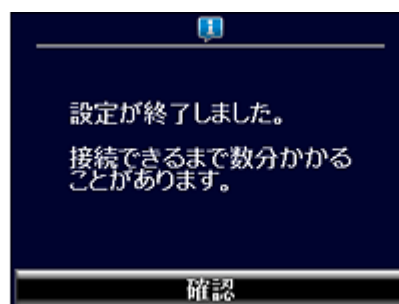 設定が終了しました。
接続できるまで数分かかる
ことがあります。
確認